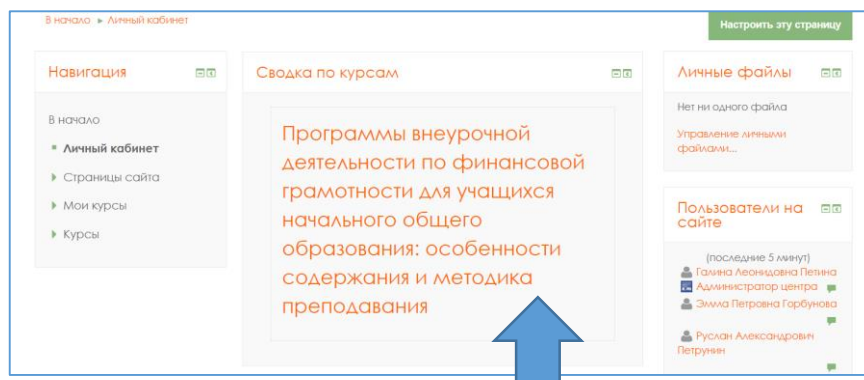 В начало ► Личный кабинет
Настроить эту страницу
Навигация
В начало
Личный кабинет
Страницы сайта
Мои курсы
Курсы
Сводка по курсам
Программы внеурочной
деятельности по финансовой
грамотности для учащихся
начального общего
образования: особенности
содержания и методика
преподавания
Личные файлы
Нет ни одного файла
Управление личными
файлами...
Пользователи на
сайте
(последние 5 минут)
Галина Леонидовна Петина
Администратор центра
Эмма Петровна Горбунова
Руслан Александрович
Петрунин